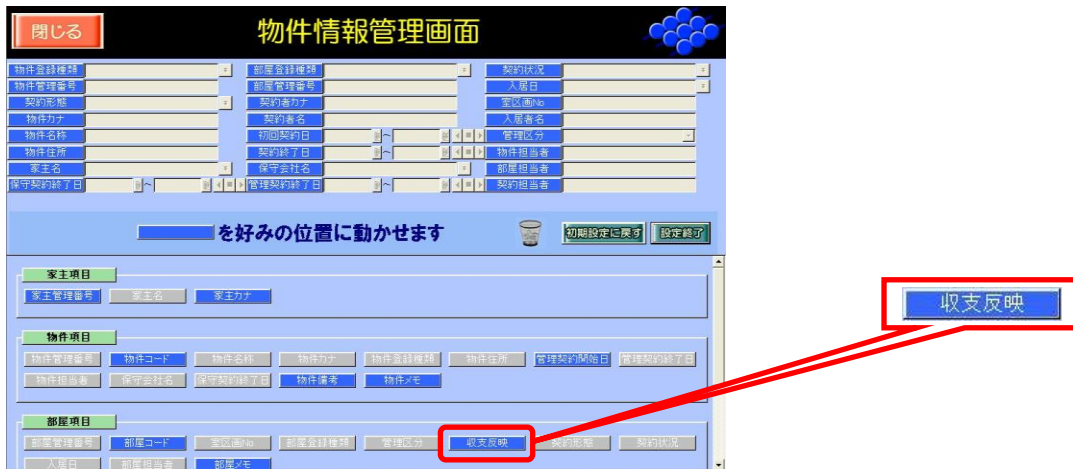 閉じる 物件情報管理画面
物件登録種類 部屋登録種類 契約状況
物件管理番号 部屋管理番号 入居日
契約形態 契約者カナ 室区画No
物件カナ 契約者名 入居者名
物件名称 初回契約日 ~ 管理区分
物件住所 契約終了日 ~ 物件担当者
家主名 保守会社名 部屋担当者
保守契約終了日 ~ 管理契約終了日 ~ 契約担当者
を好みの位置に動かせます 初期設定に戻す 設定終了
家主項目
家主管理番号 家主名 家主カナ
収支反映
物件項目
物件管理番号 物件コード 物件名称 物件カナ 物件登録種類 物件住所 管理契約開始日 管理契約終了日
物件担当者 保守会社名 保守契約終了日 物件備考 物件メモ
部屋項目
部屋管理番号 部屋コード 室区画No 部屋登録種類 管理区分 収支反映 契約形態 契約状況
入居日 部屋担当者 部屋メモ